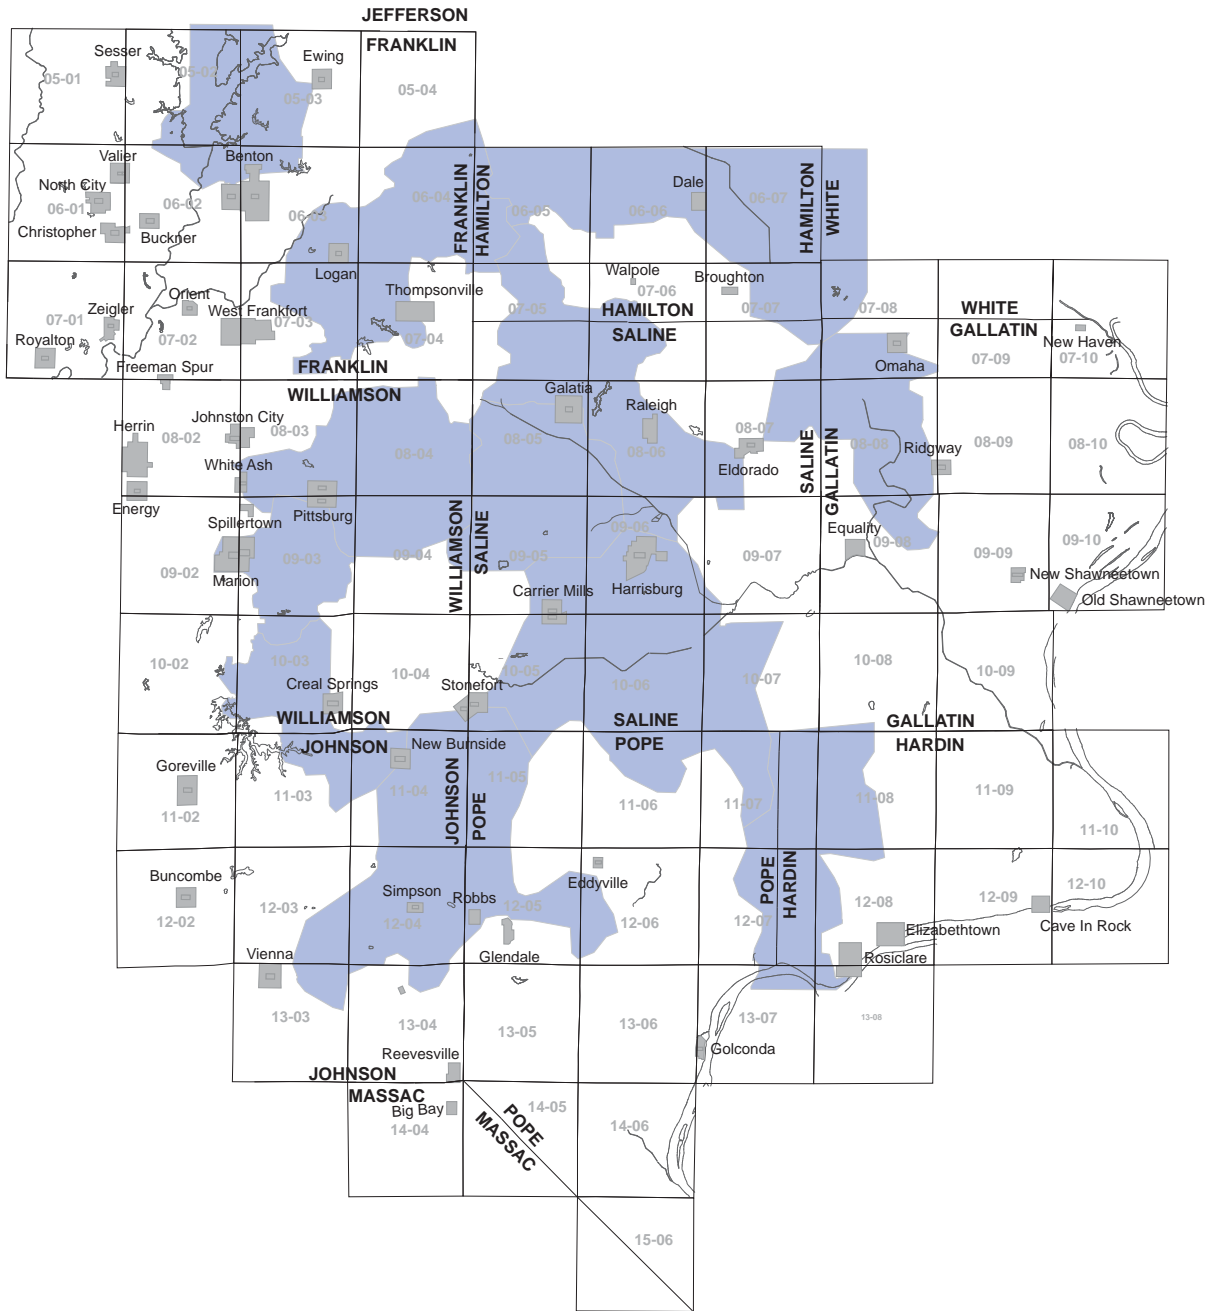 JEFFERSON
FRANKLIN
Sesser
Ewing
05-01
05-02
05-03
05-04
Valier
Benton
North City
06-01
06-02
06-03
06-04
FRANKLIN
HAMILTON
06-05
06-06
Dale
06-07
HAMILTON
WHITE
Christopher
Buckner
Logan
Walpole
07-06
Broughton
Orient
Thompsonville
Zeigler
07-01
West Frankfort
07-02
07-03
07-04
07-05
HAMILTON
07-07
07-08
WHITE
Royalton
SALINE
GALLATIN
New Haven
Freeman Spur
FRANKLIN
Omaha
07-09
07-10
WILLIAMSON
Galatia
Raleigh
Herrin
Johnston City
08-02
08-03
08-04
08-05
08-06
08-07
SALINE
GALLATIN
08-08
Ridgway
08-09
08-10
White Ash
Eldorado
Energy
Spillertown
Pittsburg
WILLIAMSON
SALINE
09-06
Equality
09-02
Marion
09-03
09-04
09-05
09-07
09-08
09-09
09-10
New Shawneetown
Carrier Mills
Harrisburg
Old Shawneetown
10-02
10-03
10-04
10-05
10-06
10-07
10-08
10-09
Creal Springs
Stonefort
WILLIAMSON
SALINE
GALLATIN
JOHNSON
New Burnside
POPE
HARDIN
Goreville
11-02
11-03
11-04
JOHNSON
POPE
11-05
11-06
11-07
11-08
11-09
11-10
Buncombe
Simpson
Robbs
Eddyville
POPE
HARDIN
12-02
12-03
12-04
12-05
12-06
12-07
12-08
12-09
12-10
Cave In Rock
Vienna
Glendale
Elizabethtown
Rosiclare
13-03
13-04
13-05
13-06
13-07
13-08
Reevesville
Golconda
JOHNSON
MASSAC
Big Bay
14-04
POPE
MASSAC
14-05
14-06
15-06